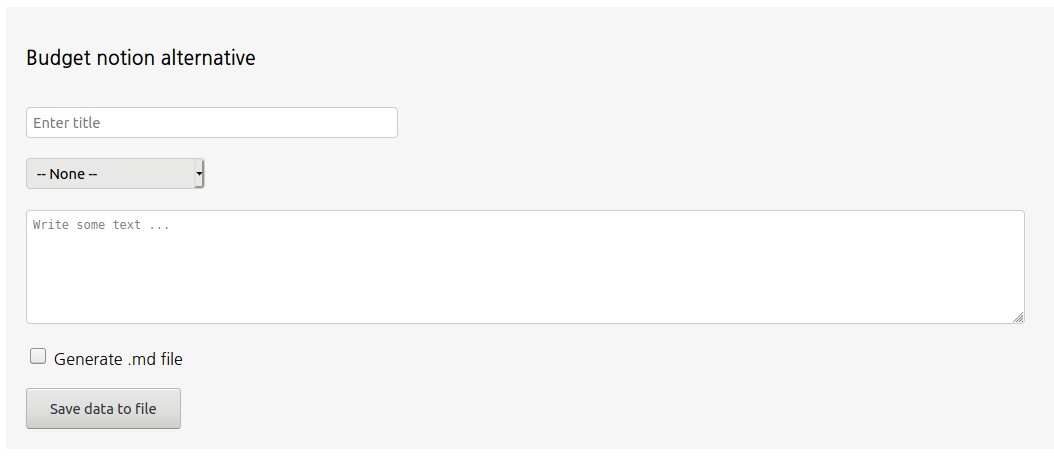 Budget notion alternative
Enter title
-- None --
Write some text ...
Generate .md file
Save data to file